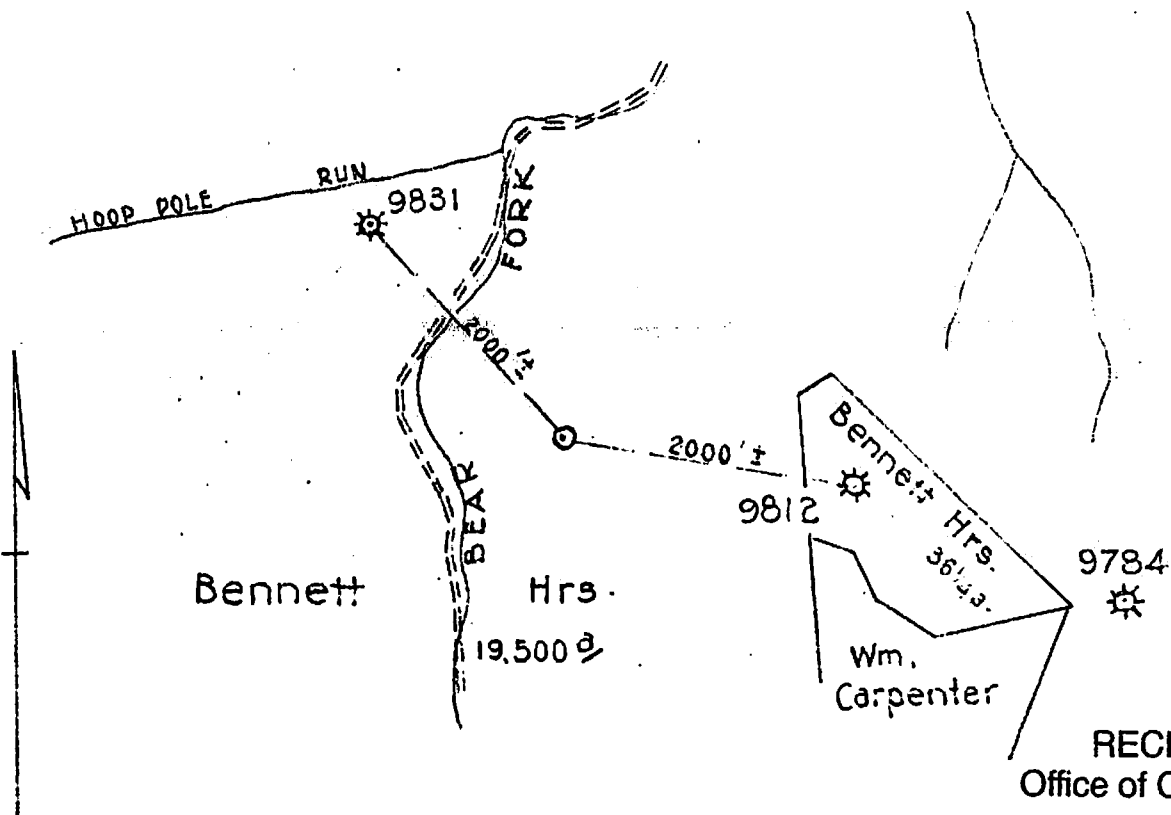 HOOP POLE RUN
9831
FORK
2000'±
2000'±
Bennett Hrs.
9812
BEAR
9784
Bennett Hrs.
19,500 a
Wm.
Carpenter
RECI
Office of